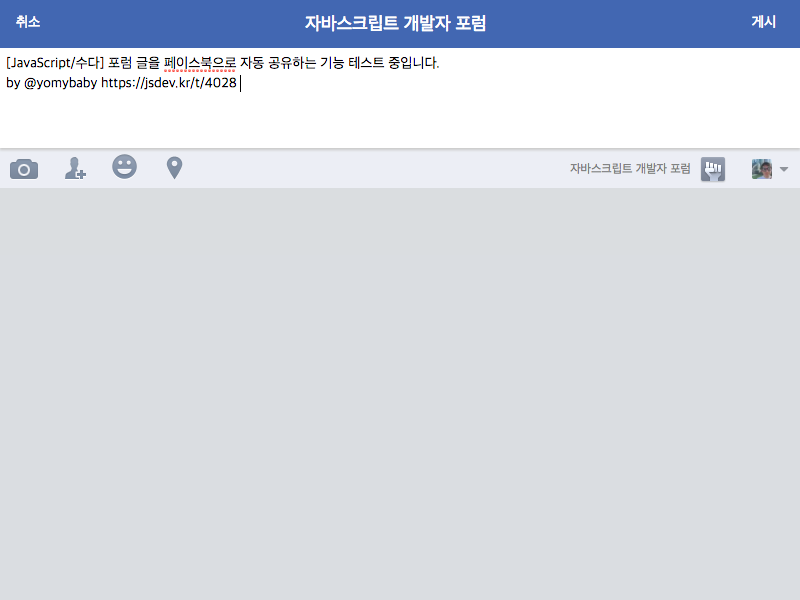 취소
자바스크립트 개발자 포럼
게시
[JavaScript/수다] 포럼 글을 페이스북으로 자동 공유하는 기능 테스트 중입니다.
by @yomybaby https://jsdev.kr/t/4028
자바스크립트 개발자 포럼